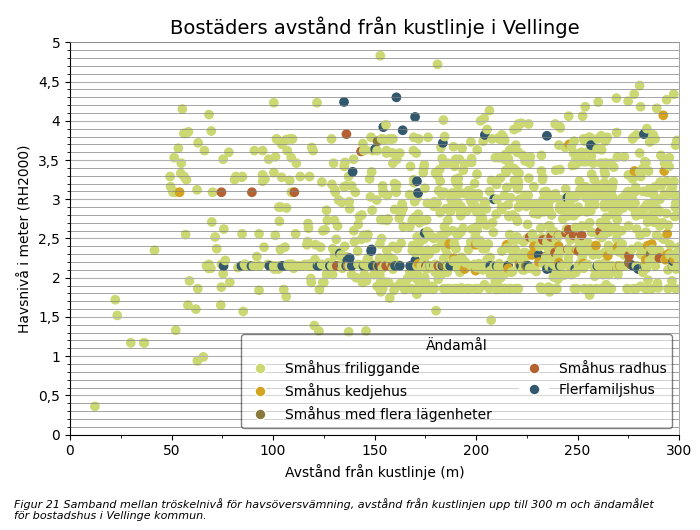 Bostäders avstånd från kustlinje i Vellinge
Havsnivå i meter (RH2000)
5
4,5
4
3,5
3
2,5
2
1,5
1
0,5
0
Ändamål
Småhus friliggande
Småhus kedjehus
Småhus med flera lägenheter
Småhus radhus
Flerfamiljshus
0 50 100 150 200 250 300
Avstånd från kustlinje (m)
Figur 21 Samband mellan tröskelnivå för havsöversvämning, avstånd från kustlinjen upp till 300 m och ändamålet
för bostadshus i Vellinge kommun.